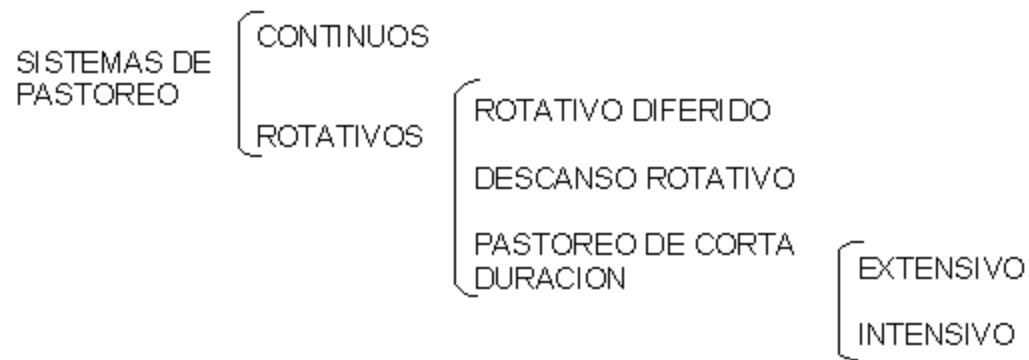 SISTEMAS DE
PASTOREO
CONTINUOS
ROTATIVOS
ROTATIVO DIFERIDO
DESCANSO ROTATIVO
PASTOREO DE CORTA
DURACION
EXTENSIVO
INTENSIVO